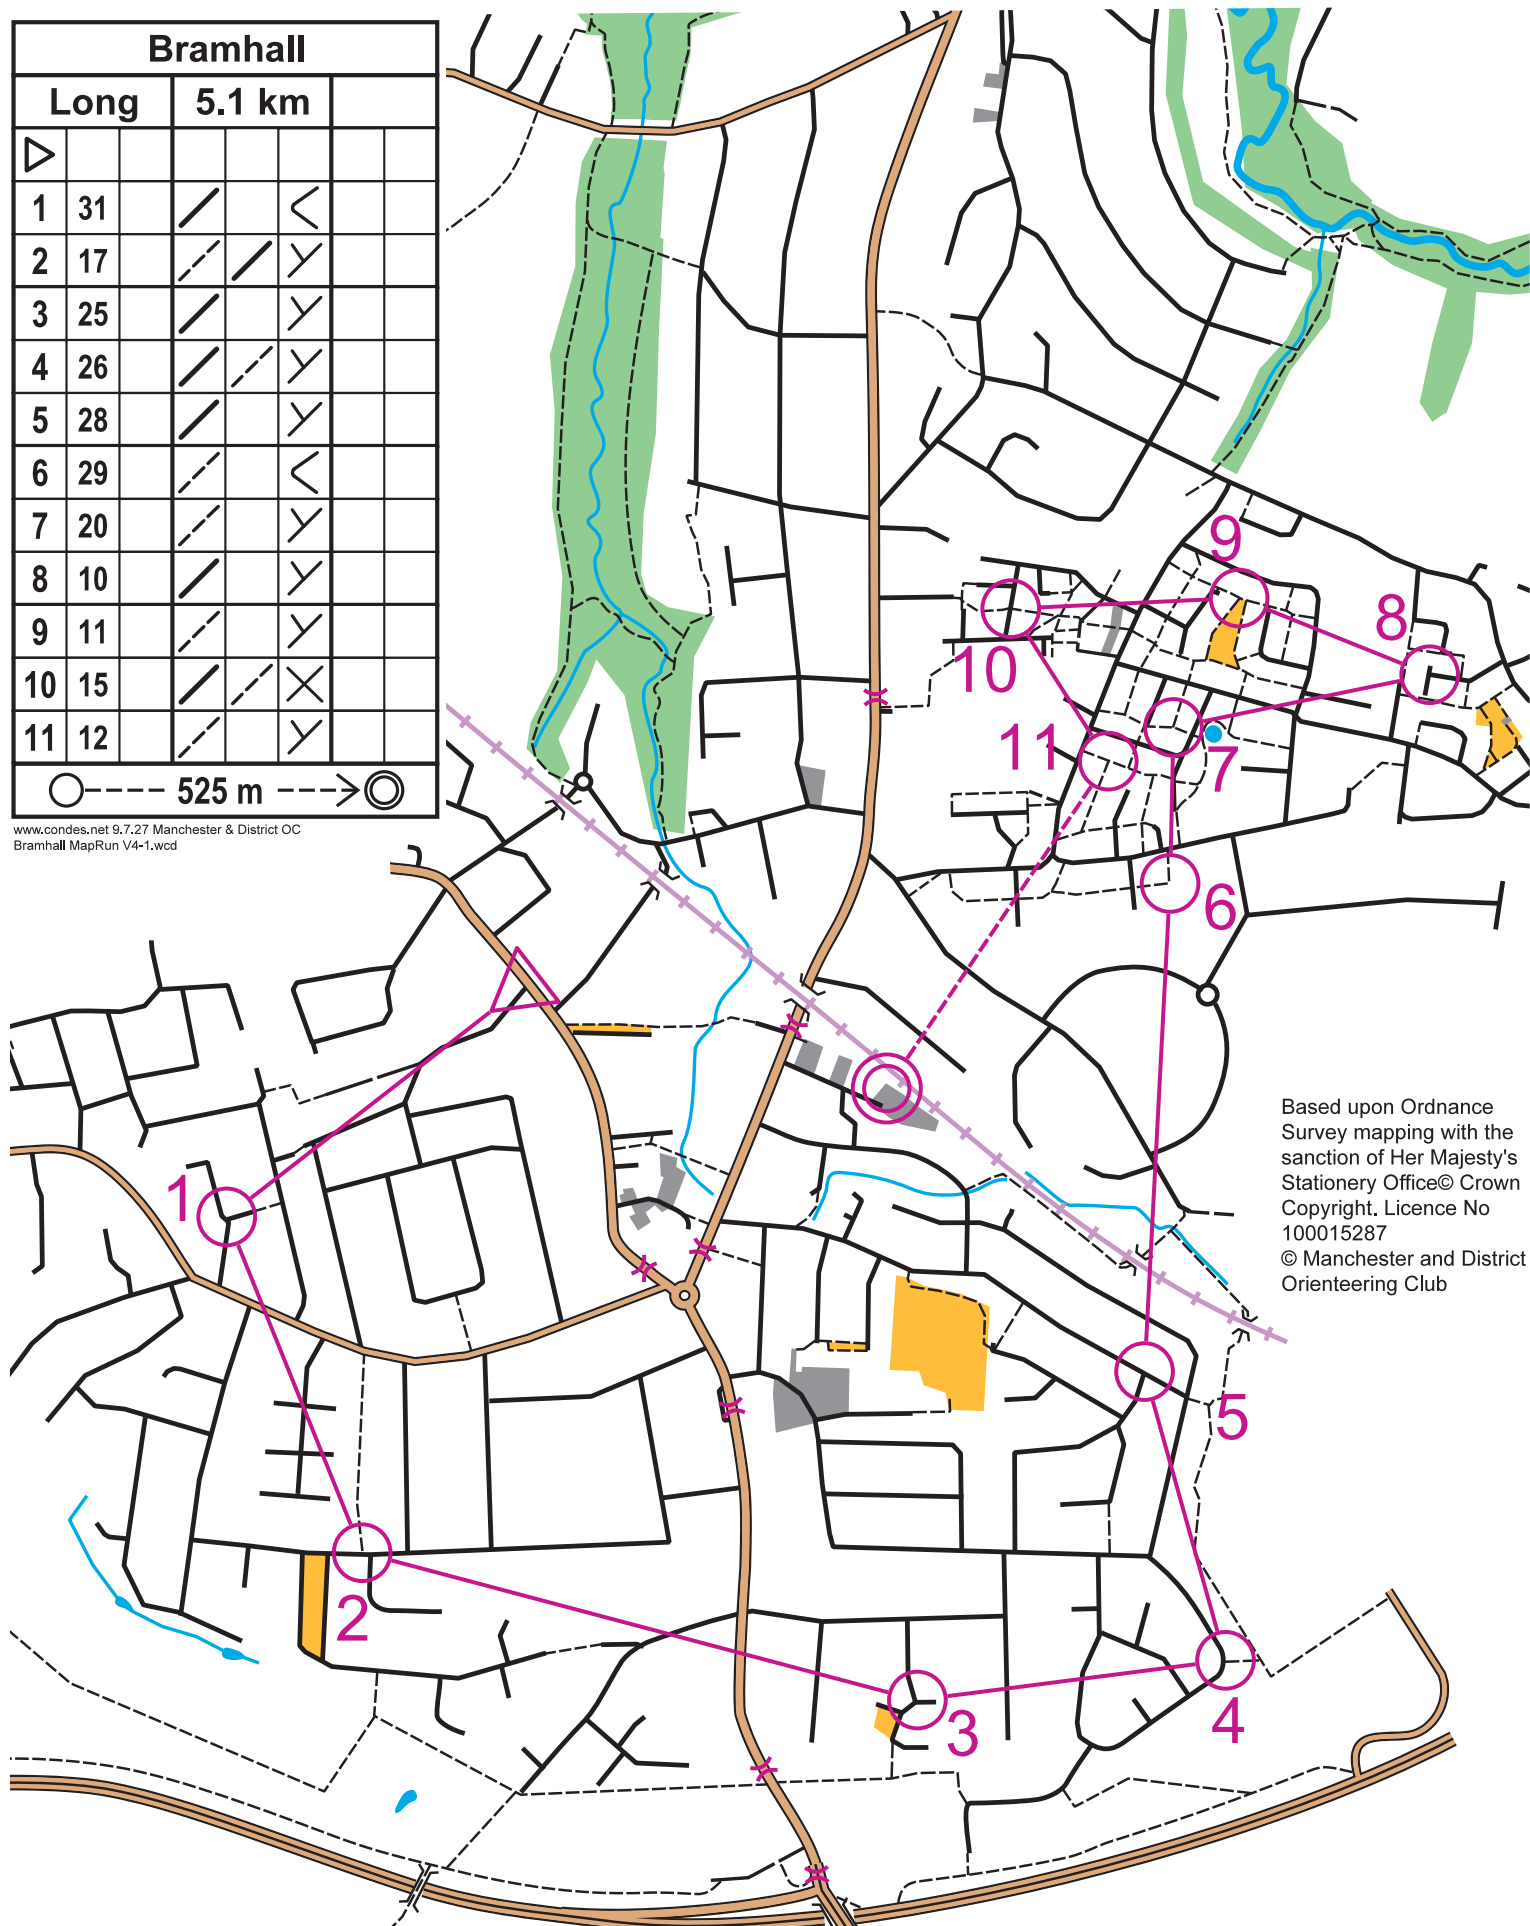 Bramhall
Long 5.1 km
1 31
2 17
3 25
4 26
5 28
6 29
7 20
8 10
9 11
10 15
11 12
525 m
www.condes.net 9.7.27 Manchester & District OC
Bramhall MapRun V4-1.wcd
9
8
10
11
7
6
Based upon Ordnance
Survey mapping with the
sanction of Her Majesty's
Stationery Office© Crown
Copyright. Licence No
100015287
© Manchester and District
Orienteering Club
1
5
2
3
4